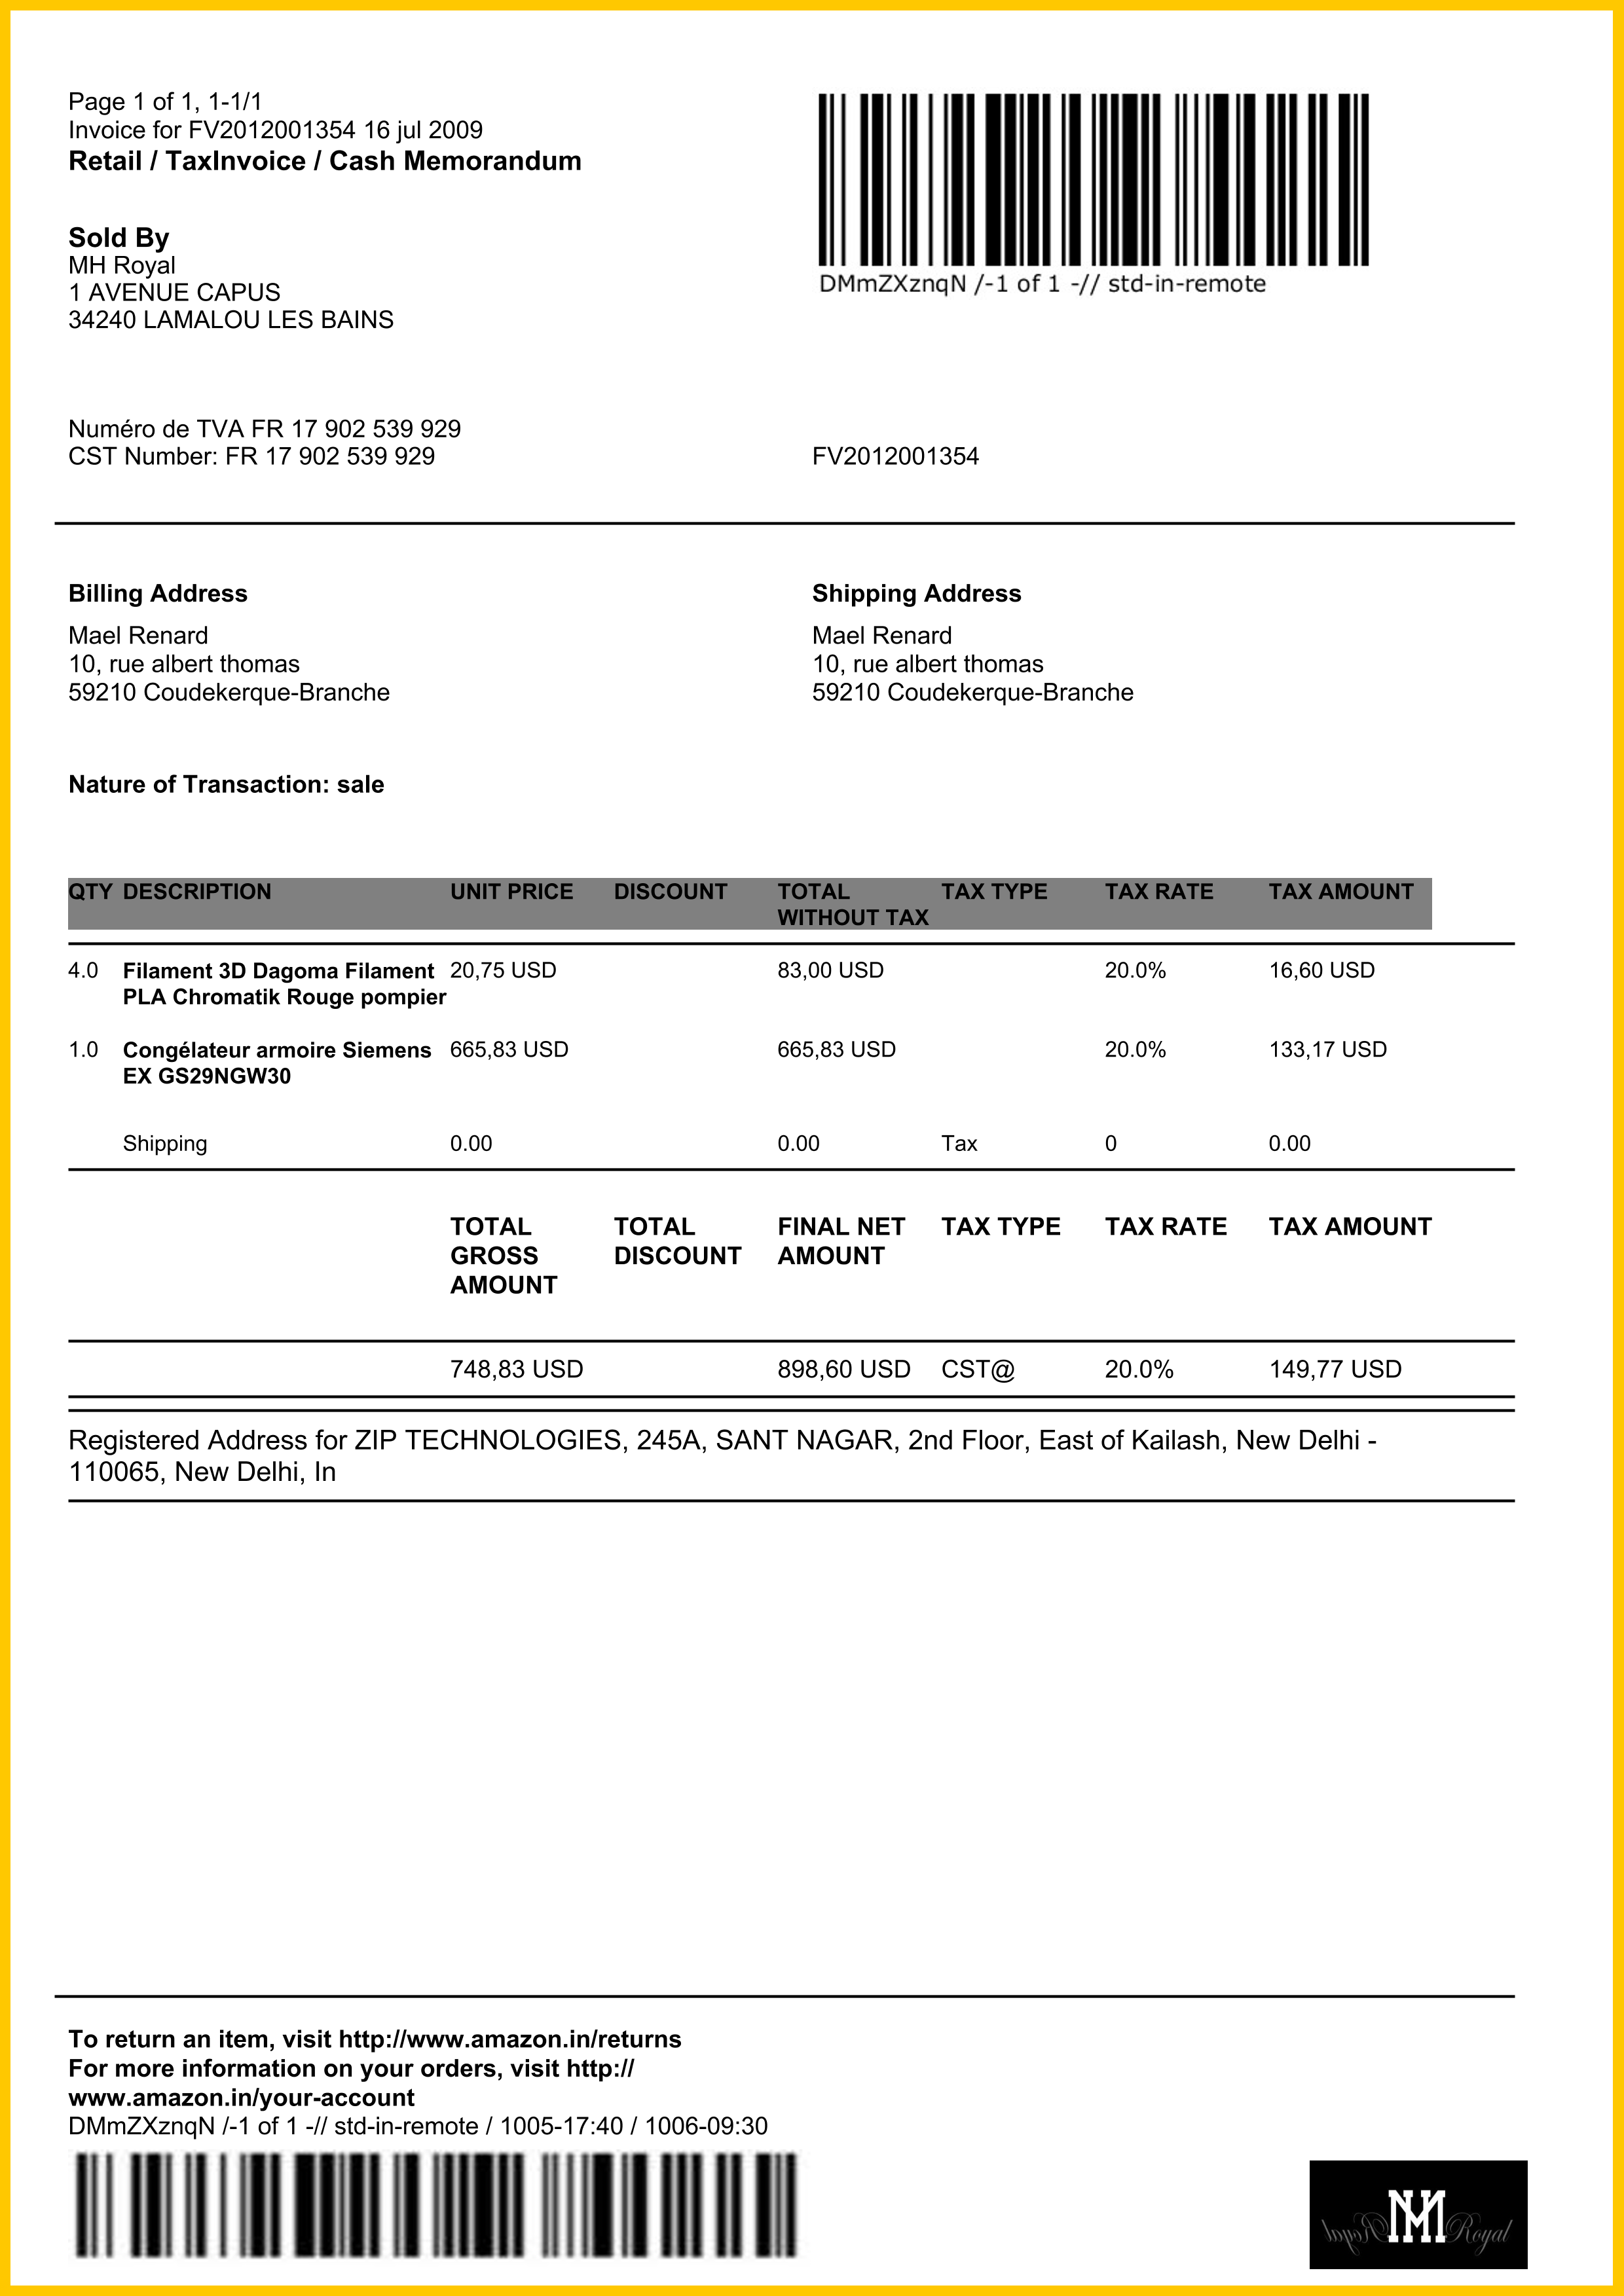 Page 1 of 1, 1-1/1
Invoice for FV2012001354 16 jul 2009
Retail / TaxInvoice / Cash Memorandum
DMmZXznqN /-1 of 1 -// std-in-remote
Sold By
MH Royal
1 AVENUE CAPUS
34240 LAMALOU LES BAINS
Numéro de TVA FR 17 902 539 929
CST Number: FR 17 902 539 929
FV2012001354
Billing Address
Mael Renard
10, rue albert thomas
59210 Coudekerque-Branche
Shipping Address
Mael Renard
10, rue albert thomas
59210 Coudekerque-Branche
Nature of Transaction: sale
QTY DESCRIPTION UNIT PRICE DISCOUNT TOTAL WITHOUT TAX TAX TYPE TAX RATE TAX AMOUNT
4.0 Filament 3D Dagoma Filament 20,75 USD 83,00 USD 20.0% 16,60 USD
PLA Chromatik Rouge pompier
1.0 Congélateur armoire Siemens 665,83 USD 665,83 USD 20.0% 133,17 USD
EX GS29NGW30
Shipping 0.00 0.00 Tax 0 0.00
TOTAL GROSS AMOUNT TOTAL DISCOUNT FINAL NET AMOUNT TAX TYPE TAX RATE TAX AMOUNT
748,83 USD 898,60 USD CST@ 20.0% 149,77 USD
Registered Address for ZIP TECHNOLOGIES, 245A, SANT NAGAR, 2nd Floor, East of Kailash, New Delhi -
110065, New Delhi, In
To return an item, visit http://www.amazon.in/returns
For more information on your orders, visit http://
www.amazon.in/your-account
DMmZXznqN /-1 of 1 -// std-in-remote / 1005-17:40 / 1006-09:30
MH Royal